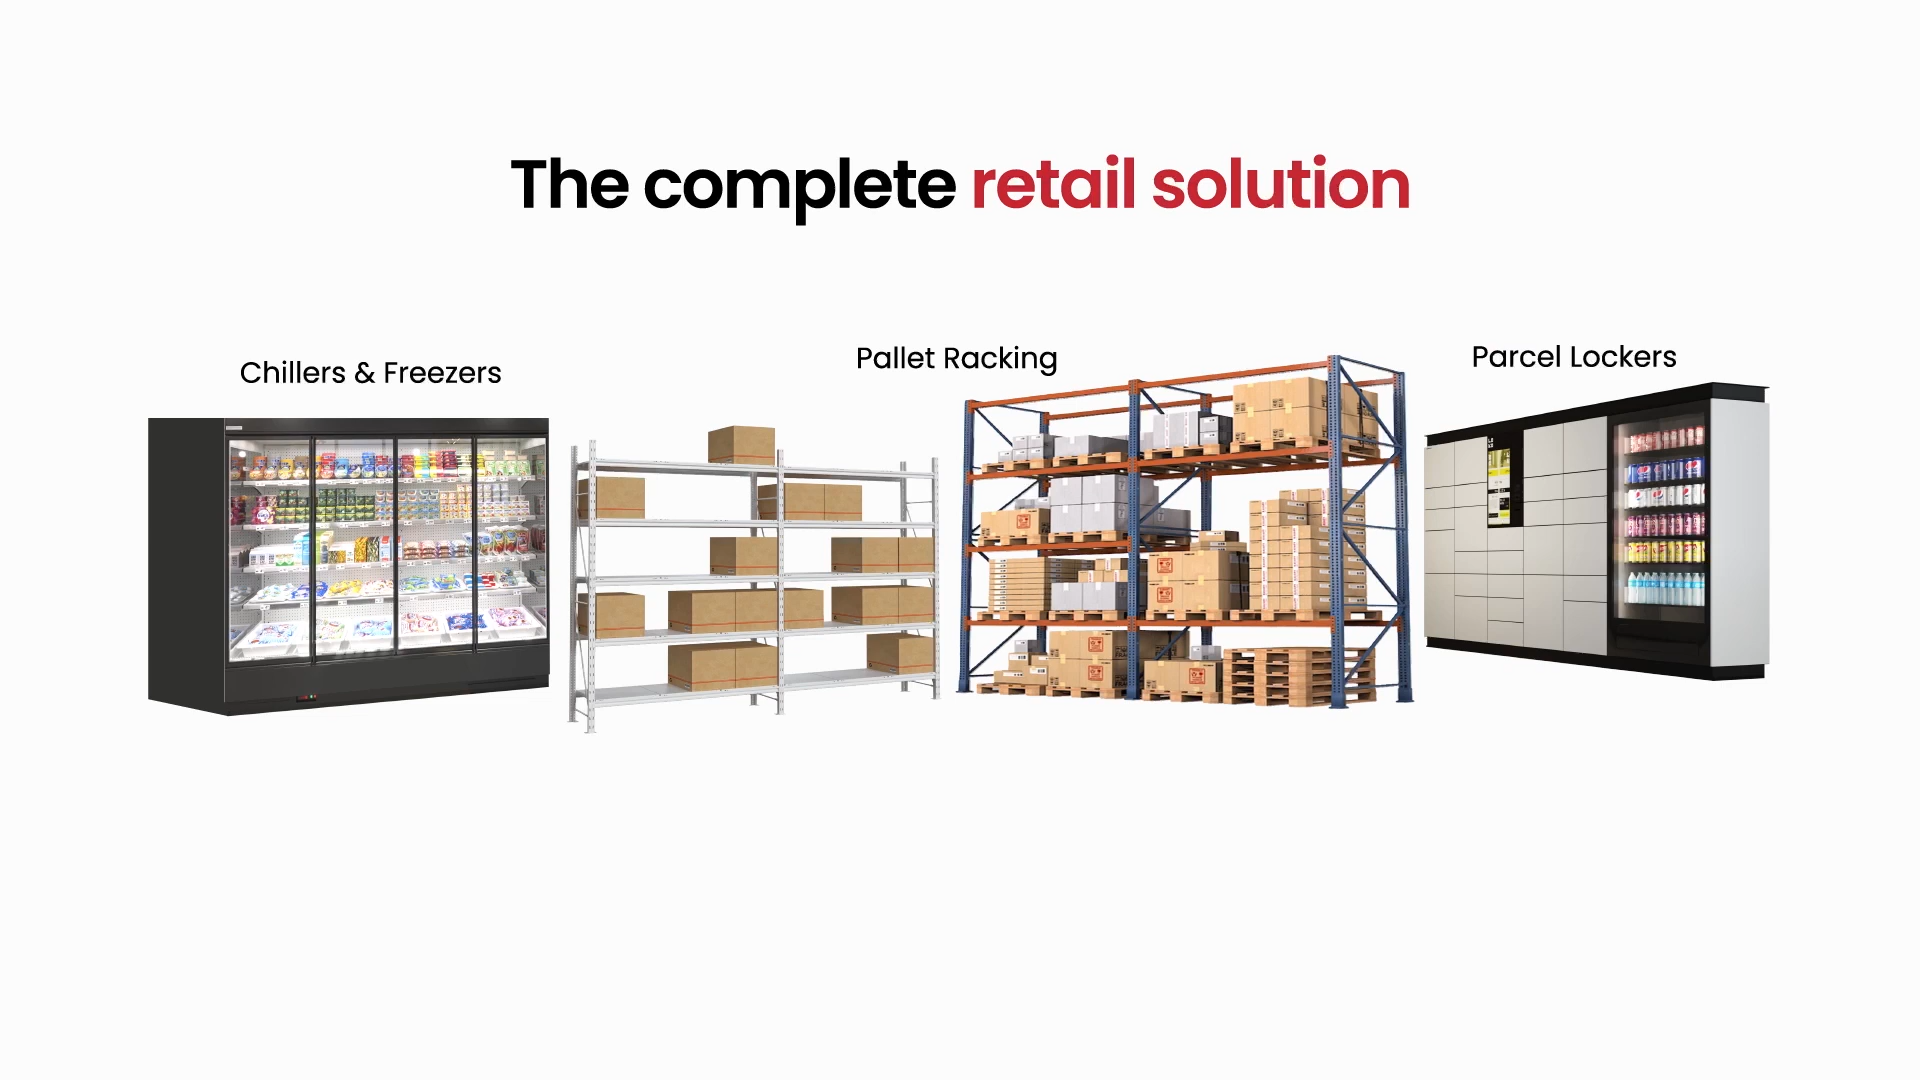 The complete retail solution
Chillers & Freezers
Pallet Racking
Parcel Lockers